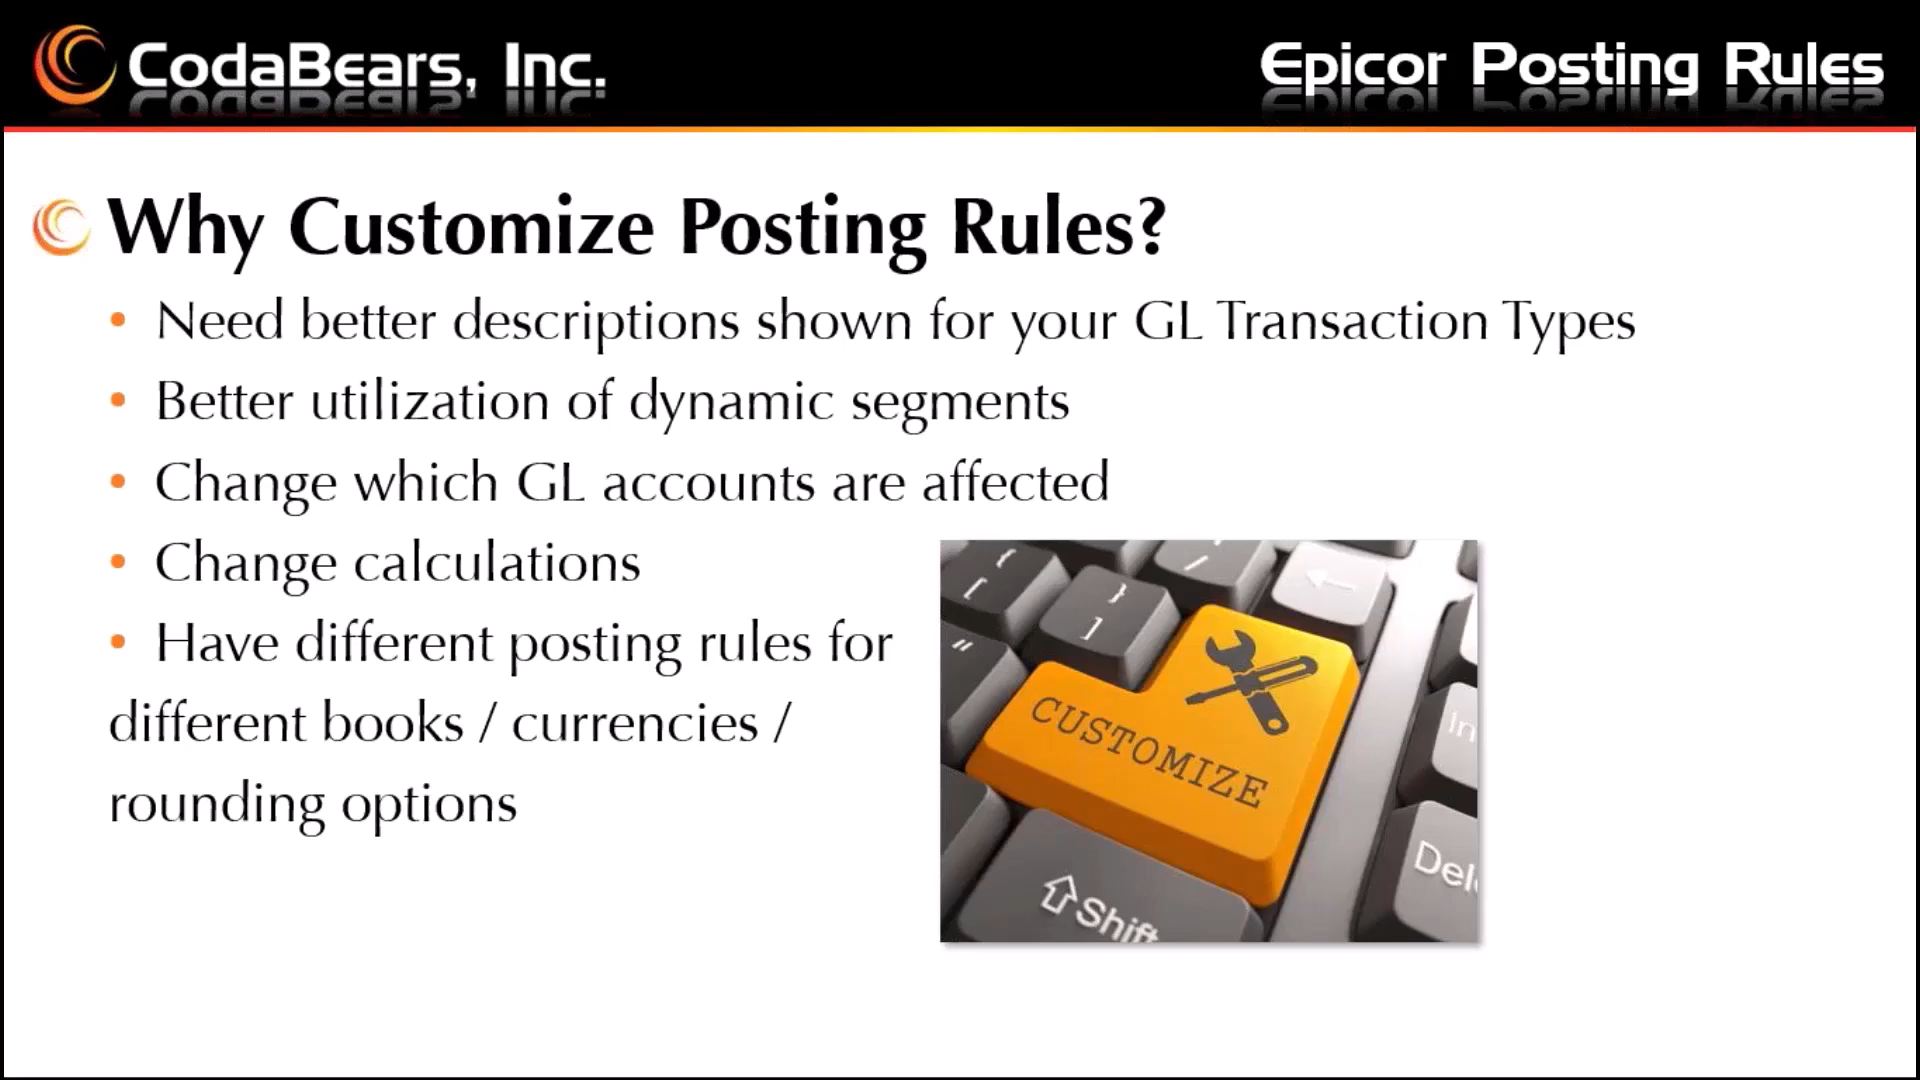 CodaBears, Inc.
Epicor Posting Rules
Why Customize Posting Rules?
• Need better descriptions shown for your GL Transaction Types
• Better utilization of dynamic segments
• Change which GL accounts are affected
• Change calculations
• Have different posting rules for
different books / currencies /
rounding options
{
[
}
]
/
"
CUSTOMIZE
In
Del
Shift